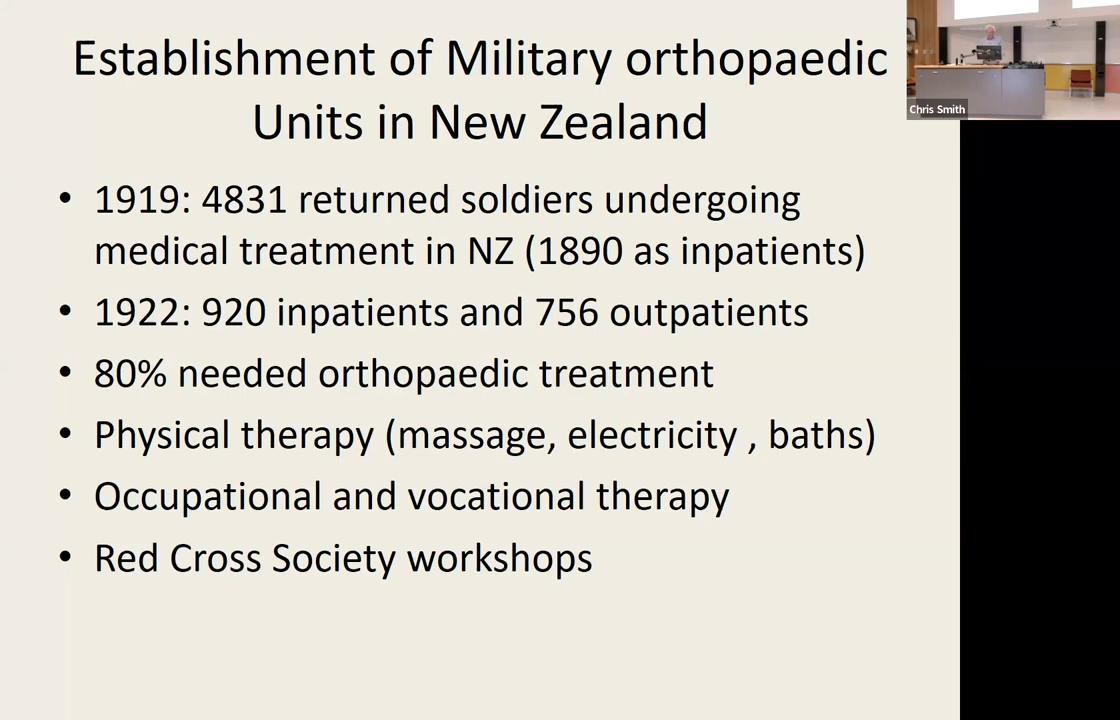 Establishment of Military orthopaedic
Units in New Zealand
• 1919: 4831 returned soldiers undergoing
medical treatment in NZ (1890 as inpatients)
• 1922: 920 inpatients and 756 outpatients
• 80% needed orthopaedic treatment
• Physical therapy (massage, electricity , baths)
• Occupational and vocational therapy
• Red Cross Society workshops
Chris Smith